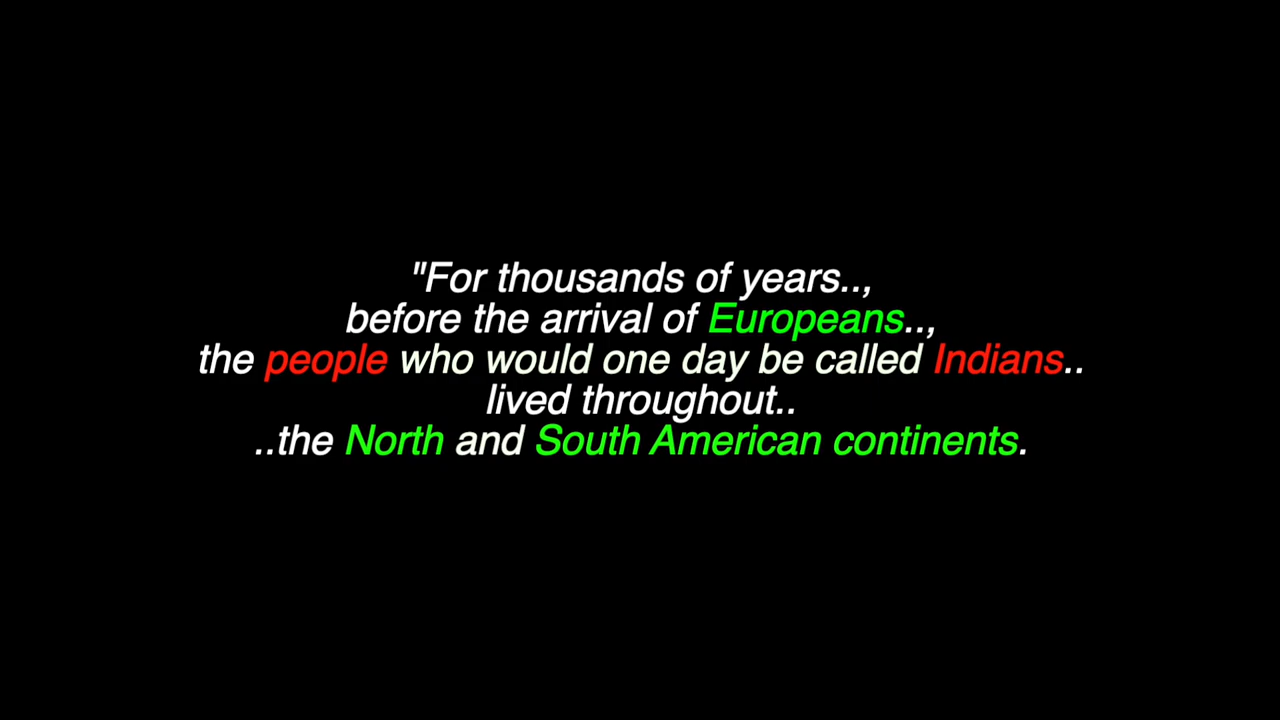 "For thousands of years..,
before the arrival of Europeans..,
the people who would one day be called Indians..
lived throughout..
..the North and South American continents.